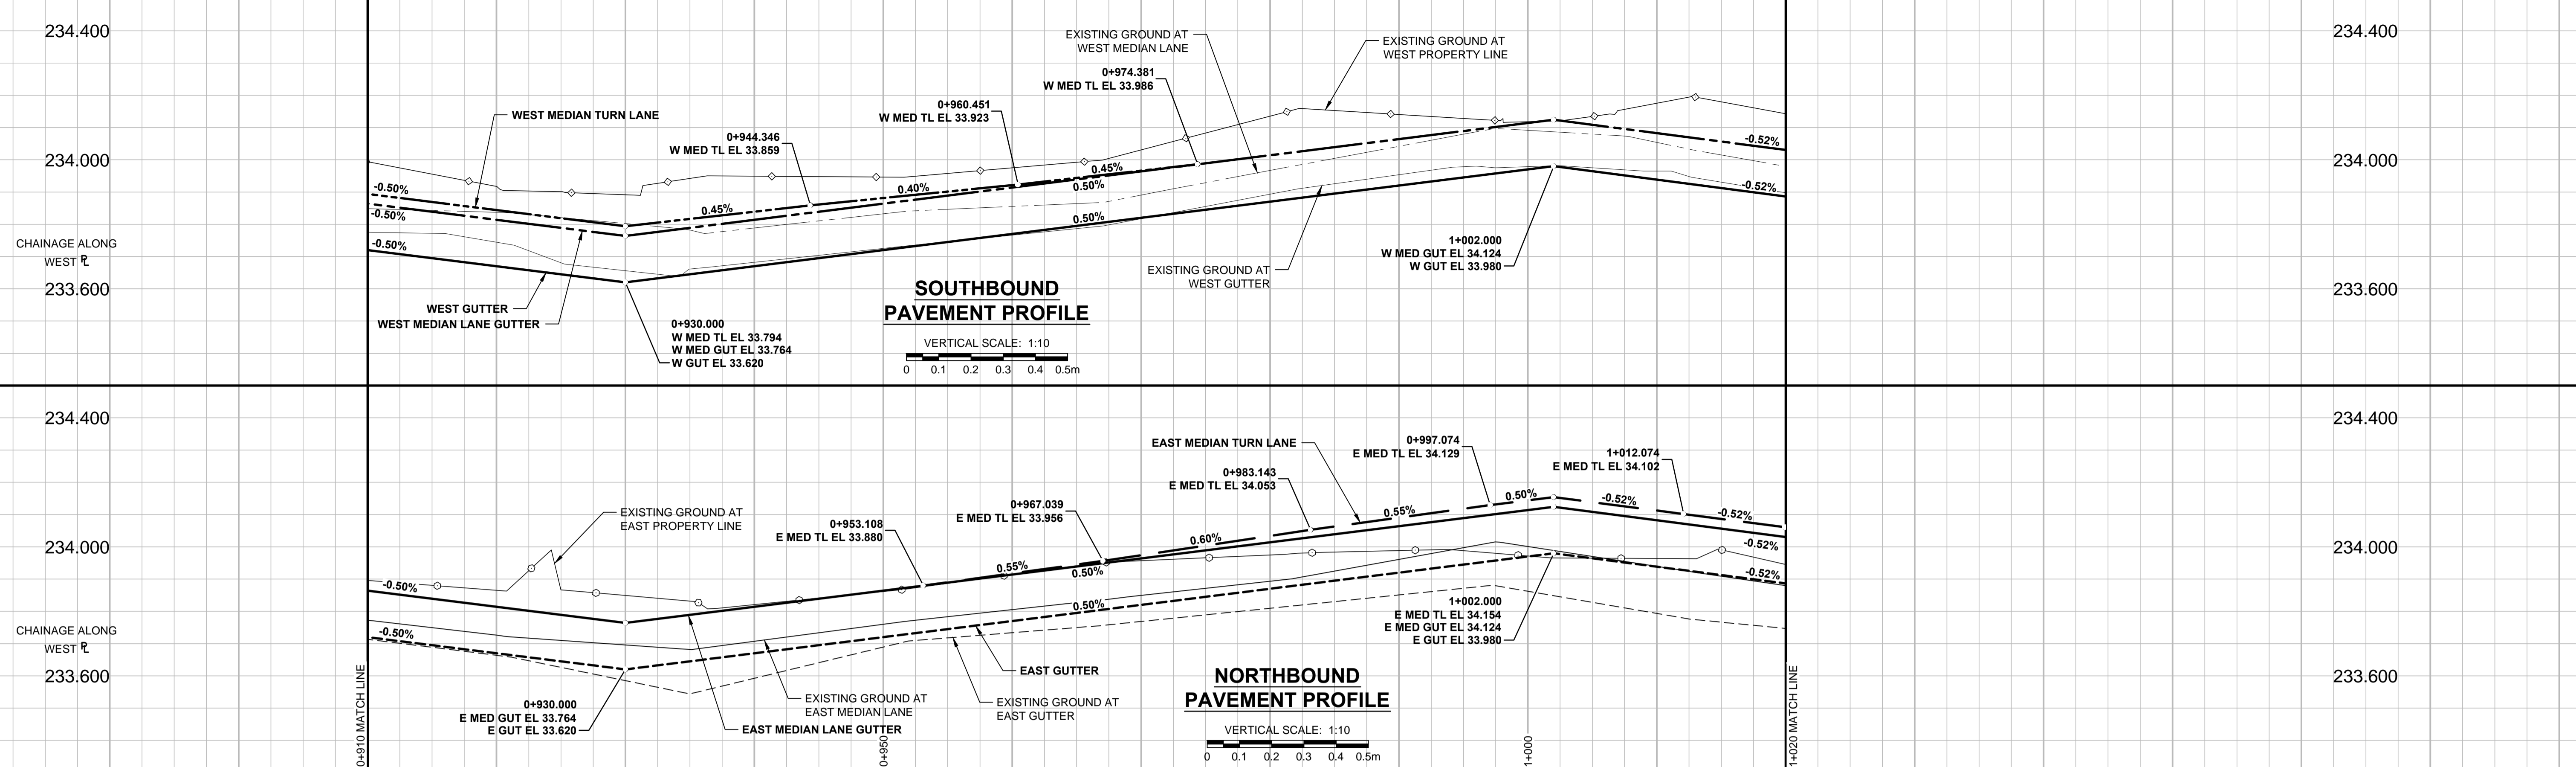 234.400
234.000
CHAINAGE ALONG
WEST ⅊
233.600
EXISTING GROUND AT
WEST MEDIAN LANE
EXISTING GROUND AT
WEST PROPERTY LINE
0+974.381
W MED TL EL 33.986
0+960.451
W MED TL EL 33.923
WEST MEDIAN TURN LANE
0+944.346
W MED TL EL 33.859
-0.50%
-0.50%
-0.50%
0.45%
0.40%
0.45%
0.50%
0.50%
-0.52%
-0.52%
WEST GUTTER
WEST MEDIAN LANE GUTTER
0+930.000
W MED TL EL 33.794
W MED GUT EL 33.764
W GUT EL 33.620
1+002.000
W MED GUT EL 34.124
W GUT EL 33.980
EXISTING GROUND AT
WEST GUTTER
SOUTHBOUND
PAVEMENT PROFILE
VERTICAL SCALE: 1:10
0 0.1 0.2 0.3 0.4 0.5m
234.400
234.000
233.600
234.400
234.000
CHAINAGE ALONG
WEST ⅊
233.600
EAST MEDIAN TURN LANE
0+997.074
E MED TL EL 34.129
1+012.074
E MED TL EL 34.102
0+983.143
E MED TL EL 34.053
0+967.039
E MED TL EL 33.956
EXISTING GROUND AT
EAST PROPERTY LINE
0+953.108
E MED TL EL 33.880
-0.50%
-0.50%
0.55%
0.50%
0.60%
0.55%
0.50%
0.50%
-0.52%
-0.52%
-0.52%
-0.52%
1+002.000
E MED TL EL 34.154
E MED GUT EL 34.124
E GUT EL 33.980
EAST GUTTER
EXISTING GROUND AT
EAST MEDIAN LANE
EXISTING GROUND AT
EAST GUTTER
EAST MEDIAN LANE GUTTER
0+930.000
E MED GUT EL 33.764
E GUT EL 33.620
NORTHBOUND
PAVEMENT PROFILE
VERTICAL SCALE: 1:10
0 0.1 0.2 0.3 0.4 0.5m
0+910 MATCH LINE
0+950
1+000
1+020 MATCH LINE
234.400
234.000
233.600